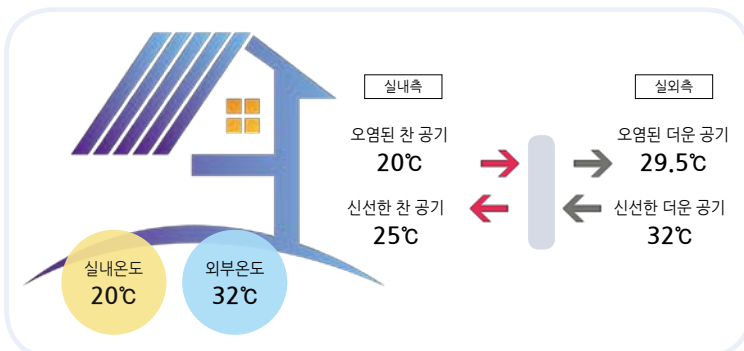 실내측
실외측
오염된 찬 공기
20℃
오염된 더운 공기
29.5℃
신선한 찬 공기
25℃
신선한 더운 공기
32℃
실내온도
20℃
외부온도
32℃